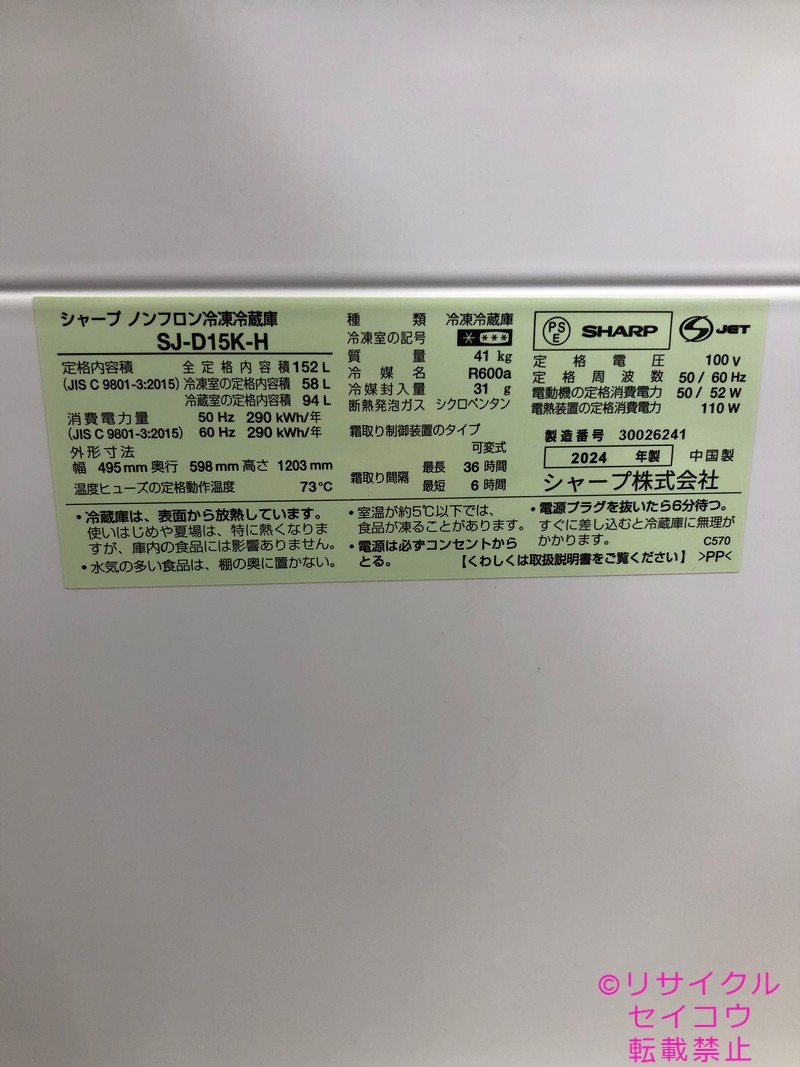 シャープ ノンフロン冷凍冷蔵庫
SJ-D15K-H
定格内容積 全定格内容積 152 L
(JIS C 9801-3:2015) 冷凍室の定格内容積 58 L
冷蔵室の定格内容積 94 L
消費電力量 50 Hz 290 kWh/年
(JIS C 9801-3:2015) 60 Hz 290 kWh/年
外形寸法
幅 495 mm 奥行 598 mm 高さ 1203 mm
温度ヒューズの定格動作温度 73℃
種類 冷凍冷蔵庫
冷凍室の記号 ****
質量 41 kg
冷媒名 R600a
冷媒封入量 31 g
断熱発泡ガス シクロペンタン
霜取り制御装置のタイプ
可変式
霜取り間隔 最長 36 時間
最短 6 時間
PSE SHARP JET
定格電圧 100 V
定格周波数 50 / 60 Hz
電動機の定格消費電力 50 / 52 W
電熱装置の定格消費電力 110 W
製造番号 30026241
2024 年製 中国製
シャープ株式会社
・冷蔵庫は、表面から放熱しています。
使いはじめや夏場は、特に熱くなりま
すが、庫内の食品には影響ありません。
・水気の多い食品は、棚の奥に置かない。
・室温が約5℃以下では、
食品が凍ることがあります。
・電源は必ずコンセントから
とる。
・電源プラグを抜いたら6分待つ。
すぐに差し込むと冷蔵庫に無理が
かかります。 C570
【くわしくは取扱説明書をご覧ください】 >PP<
©リサイクル
セイコウ
転載禁止